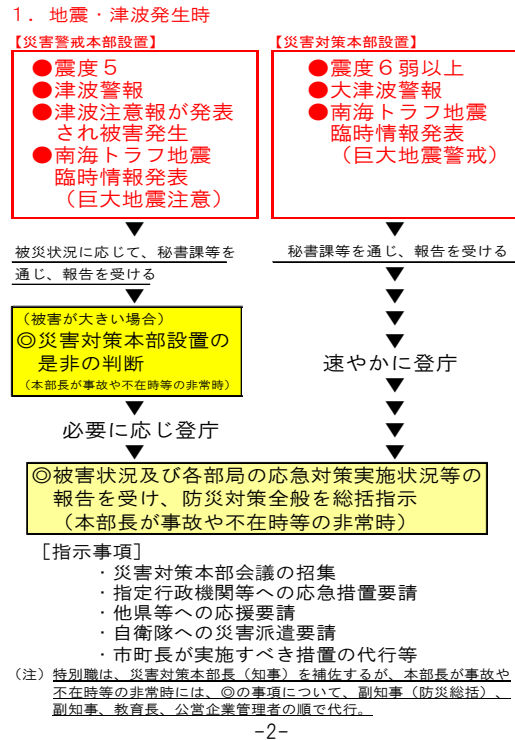 1．地震・津波発生時
【災害警戒本部設置】
●震度５
●津波警報
●津波注意報が発表
され被害発生
●南海トラフ地震
臨時情報発表
（巨大地震注意）
▼
被災状況に応じて、秘書課等を
通じ、報告を受ける
▼
（被害が大きい場合）
◎災害対策本部設置の
是非の判断
（本部長が事故や不在時等の非常時）
▼
必要に応じ登庁
▼
【災害対策本部設置】
●震度６弱以上
●大津波警報
●南海トラフ地震
臨時情報発表
（巨大地震警戒）
▼
秘書課等を通じ、報告を受ける
▼
▼
▼
▼
速やかに登庁
▼
▼
▼
▼
◎被害状況及び各部局の応急対策実施状況等の
報告を受け、防災対策全般を総括指示
（本部長が事故や不在時等の非常時）
［指示事項］
・災害対策本部会議の招集
・指定行政機関等への応急措置要請
・他県等への応援要請
・自衛隊への災害派遣要請
・市町長が実施すべき措置の代行等
（注）特別職は、災害対策本部長（知事）を補佐するが、本部長が事故や
不在時等の非常時には、◎の事項について、副知事（防災総括）、
副知事、教育長、公営企業管理者の順で代行。
-2-